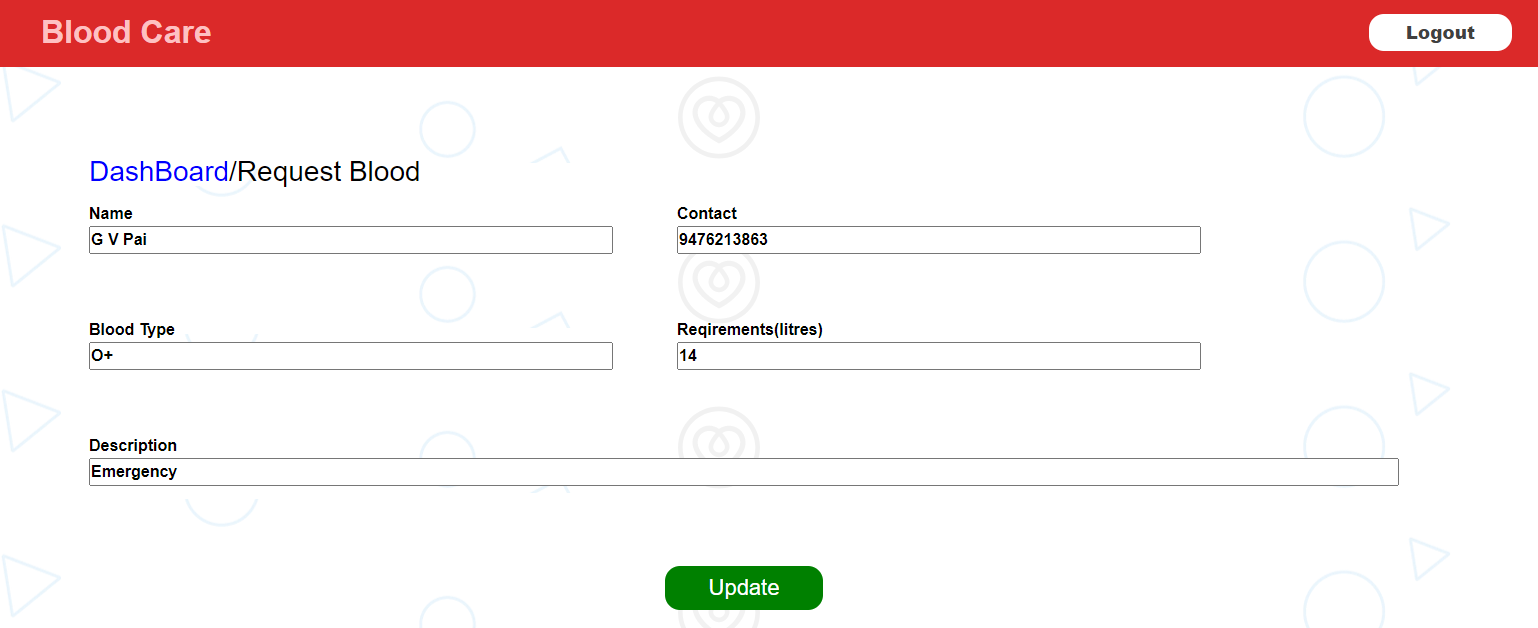 Blood Care
Logout
DashBoard/Request Blood
Name
Contact
G V Pai
9476213863
Blood Type
Reqirements(litres)
O+
14
Description
Emergency
Update